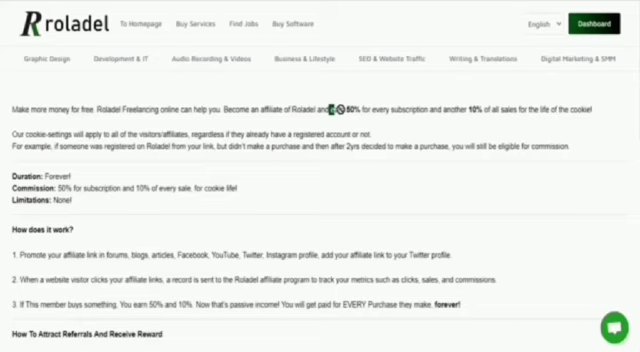 roladel
To Homepage
Buy Services
Find Jobs
Buy Software
English
Dashboard
Graphic Design
Development & IT
Audio Recording & Videos
Business & Lifestyle
SEO & Website Traffic
Writing & Translations
Digital Marketing & SMM
Make more money for free. Roladel Freelancing online can help you. Become an affiliate of Roladel and 50% for every subscription and another 10% of all sales for the life of the cookie!
Our cookie-settings will apply to all of the visitors/affiliates, regardless if they already have a registered account or not.
For example, if someone was registered on Roladel from your link, but didn't make a purchase and then after 2yrs decided to make a purchase, you will still be eligible for commission.
Duration: Forever!
Commission: 50% for subscription and 10% of every sale, for cookie life!
Limitations: None!
How does it work?
1. Promote your affiliate link in forums, blogs, articles, Facebook, YouTube, Twitter, Instagram profile, add your affiliate link to your Twitter profile.
2. When a website visitor clicks your affiliate links, a record is sent to the Roladel affiliate program to track your metrics such as clicks, sales, and commissions.
3. If This member buys something, You earn 50% and 10%. Now that's passive income! You will get paid for EVERY Purchase they make, forever!
How To Attract Referrals And Receive Reward